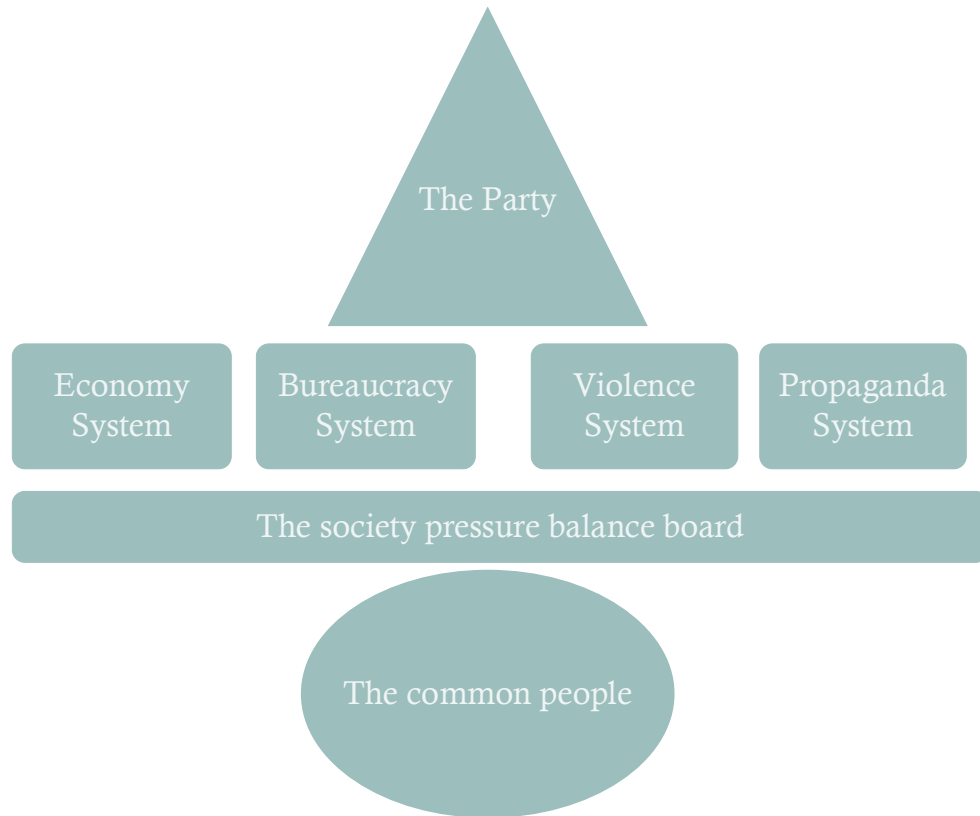 The Party
Economy
System
Bureaucracy
System
Violence
System
Propaganda
System
The society pressure balance board
The common people